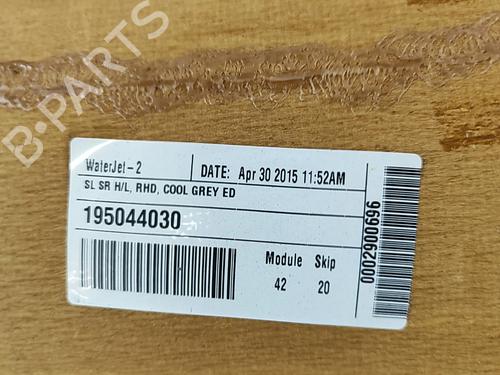 B-PARTS
WaterJet-2
DATE: Apr 30 2015 11:52AM
SL SR H/L, RHD, COOL GREY ED
195044030
Module Skip
42 20
0002900696